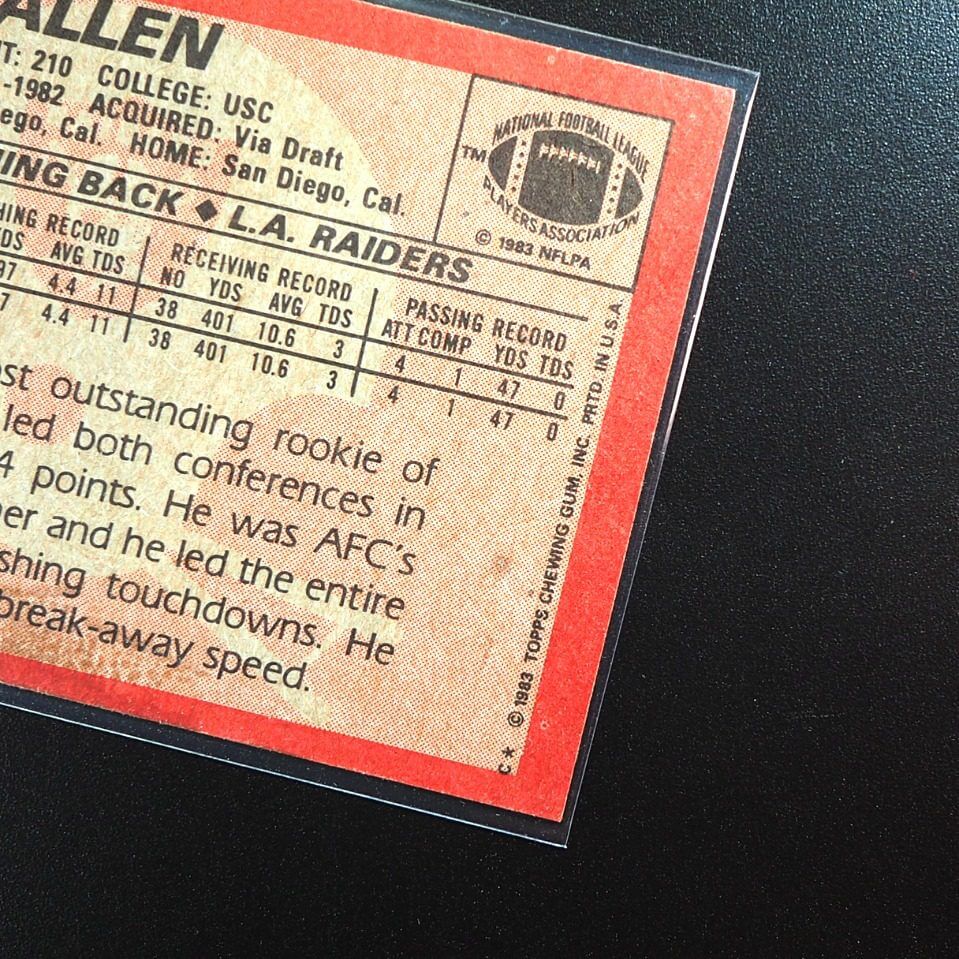 ALLEN
T: 210 COLLEGE: USC
-1982 ACQUIRED: Via Draft
ego, Cal. HOME: San Diego, Cal.
NING BACK ◆ L.A. RAIDERS
NATIONAL FOOTBALL LEAGUE
TM
PLAYERS ASSOCIATION
© 1983 NFLPA
HING RECORD RECEIVING RECORD PASSING RECORD
YDS AVG TDS NO YDS AVG TDS ATT COMP YDS TDS
97 4.4 11 38 401 10.6 3 4 1 47 0
7 4.4 11 38 401 10.6 3 4 1 47 0
st outstanding rookie of
led both conferences in
4 points. He was AFC's
er and he led the entire
shing touchdowns. He
break-away speed.
© 1983 TOPPS CHEWING GUM, INC. PRTD. IN U.S.A.
C*